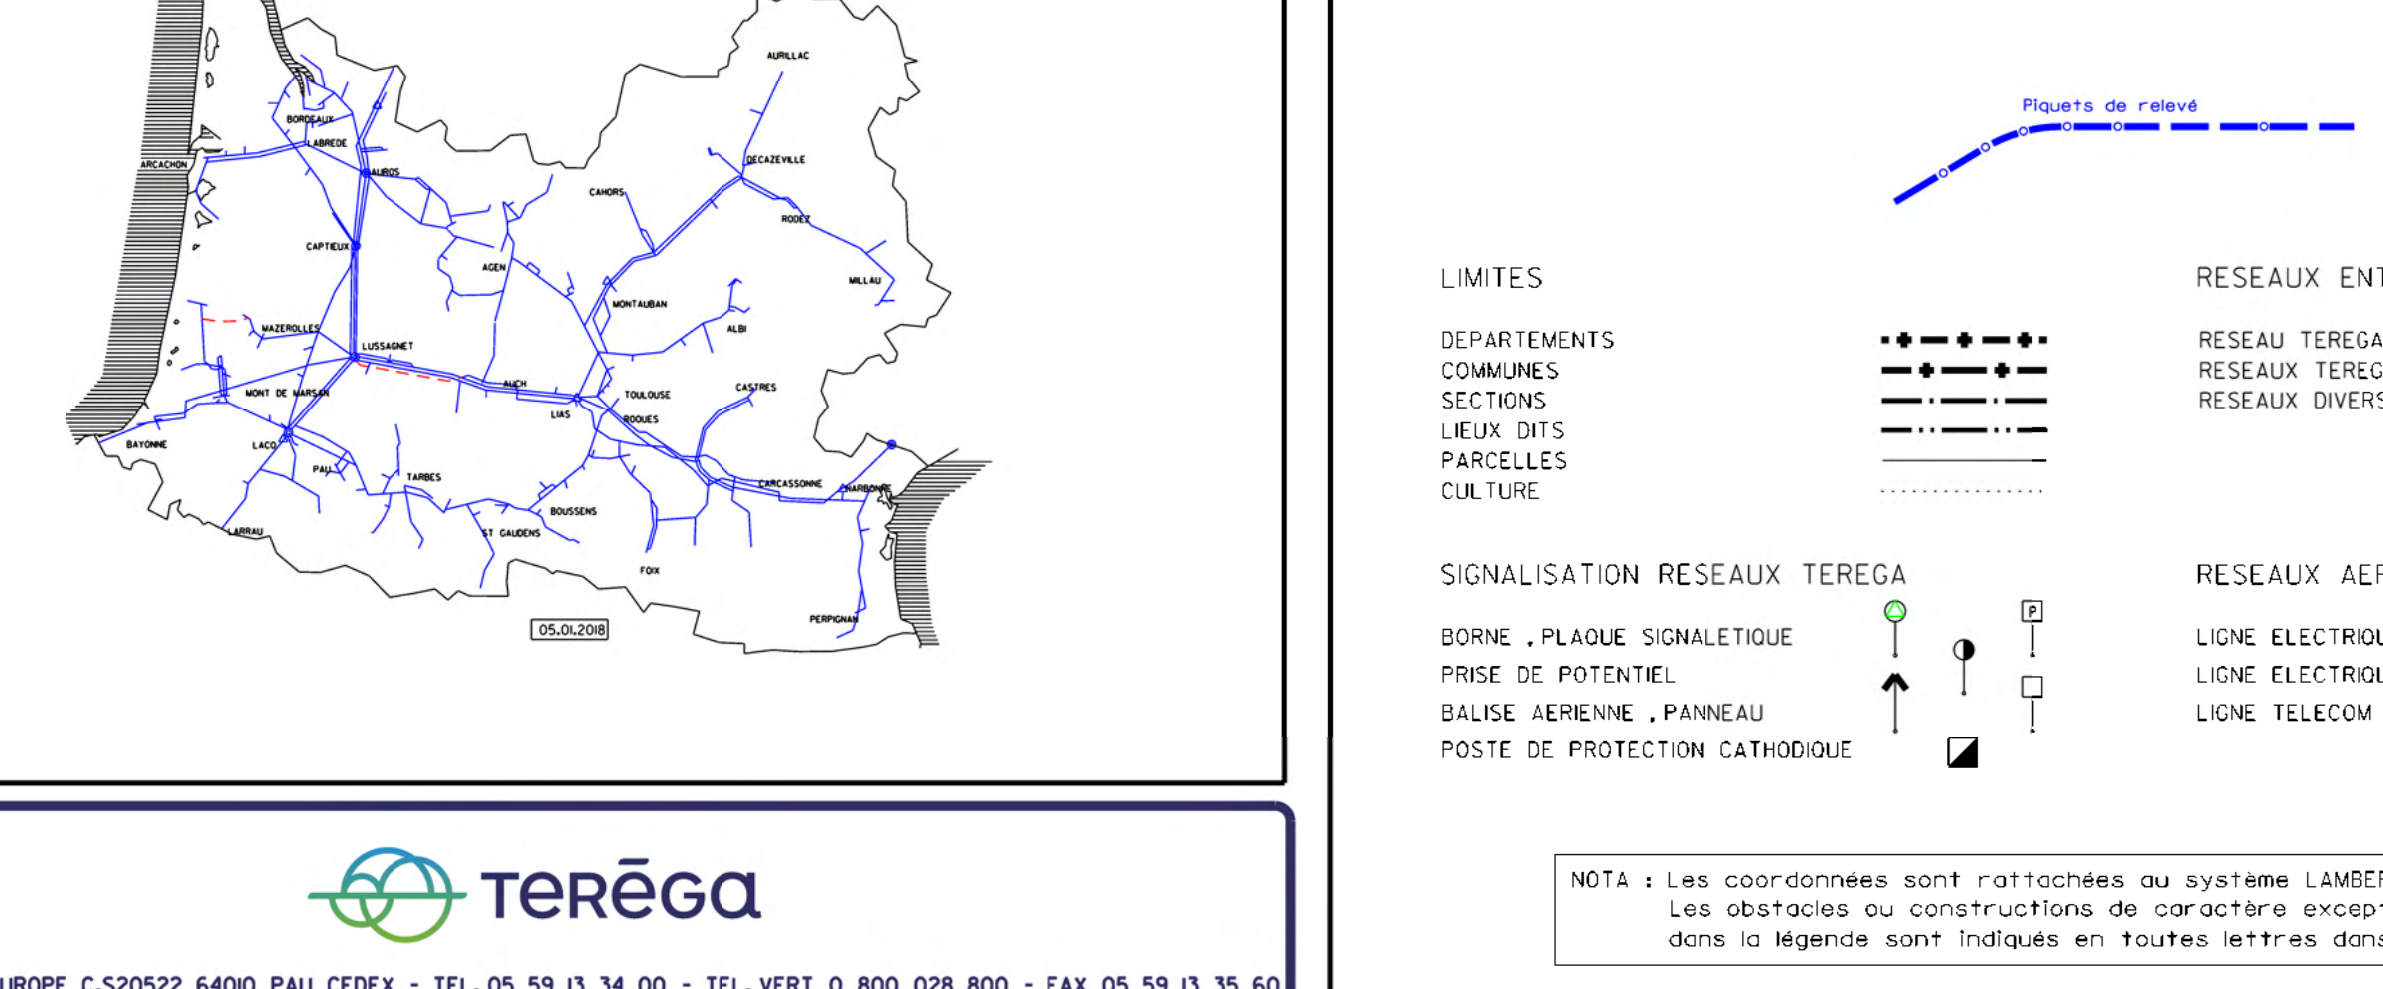 AURILLAC
BORDEAUX
LABREDE
ARCACHON
AUROS
DECAZEVILLE
CAHORS
RODEZ
CAPTIEUX
AGEN
MILLAU
MONTAUBAN
MAZEROLLES
ALBI
LUSSAGNET
MONT DE MARSAN
AUCH
TOULOUSE
CASTRES
LIAS
ROQUES
BAYONNE
LACQ
PAU
TARBES
CARCASSONNE
NARBONNE
BOUSSENS
LARRAU
ST GAUDENS
FOIX
PERPIGNAN
05.01.2018
TERĒGA
UROPE C.S20522 64010 PAU CEDEX - TEL.05 59 13 34 00 - TEL.VERT 0 800 028 800 - FAX 05 59 13 35 60
Piquets de relevé
LIMITES
DEPARTEMENTS
COMMUNES
SECTIONS
LIEUX DITS
PARCELLES
CULTURE
RESEAUX ENT
RESEAU TEREGA
RESEAUX TEREG
RESEAUX DIVERS
SIGNALISATION RESEAUX TEREGA
BORNE , PLAQUE SIGNALETIQUE
PRISE DE POTENTIEL
BALISE AERIENNE , PANNEAU
POSTE DE PROTECTION CATHODIQUE
P
RESEAUX AER
LIGNE ELECTRIQU
LIGNE ELECTRIQU
LIGNE TELECOM
NOTA : Les coordonnées sont rattachées au système LAMBER
Les obstacles ou constructions de caractère except
dans la légende sont indiqués en toutes lettres dans